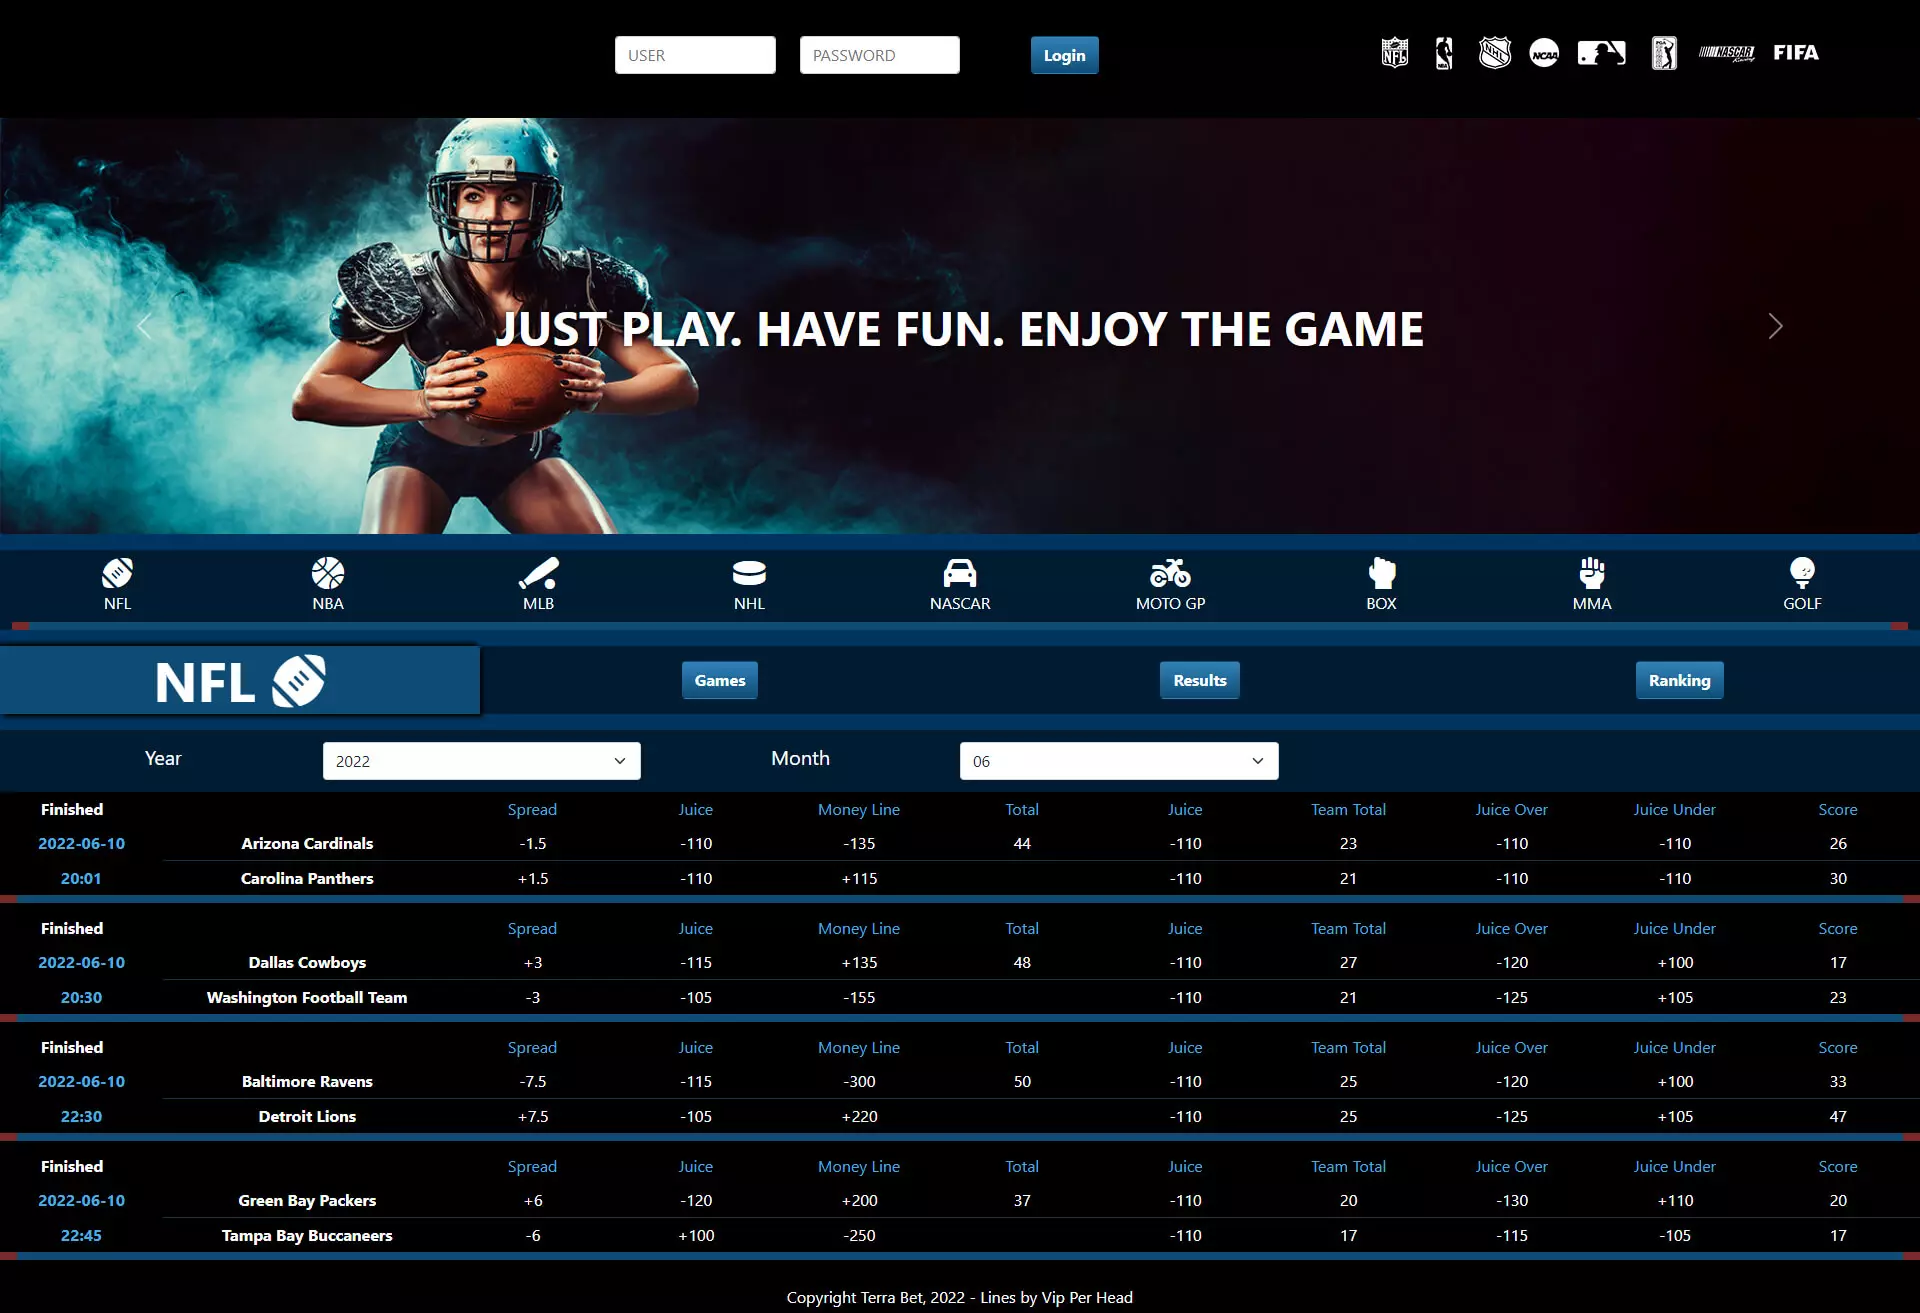 USER PASSWORD Login NFL NBA NHL NCAA PGA NASCAR Racing FIFA
JUST PLAY. HAVE FUN. ENJOY THE GAME
NFL NBA MLB NHL NASCAR MOTO GP BOX MMA GOLF
NFL Games Results Ranking
Year 2022 Month 06
Finished Spread Juice Money Line Total Juice Team Total Juice Over Juice Under Score
2022-06-10 Arizona Cardinals -1.5 -110 -135 44 -110 23 -110 -110 26
20:01 Carolina Panthers +1.5 -110 +115 -110 21 -110 -110 30
Finished Spread Juice Money Line Total Juice Team Total Juice Over Juice Under Score
2022-06-10 Dallas Cowboys +3 -115 +135 48 -110 27 -120 +100 17
20:30 Washington Football Team -3 -105 -155 -110 21 -125 +105 23
Finished Spread Juice Money Line Total Juice Team Total Juice Over Juice Under Score
2022-06-10 Baltimore Ravens -7.5 -115 -300 50 -110 25 -120 +100 33
22:30 Detroit Lions +7.5 -105 +220 -110 25 -125 +105 47
Finished Spread Juice Money Line Total Juice Team Total Juice Over Juice Under Score
2022-06-10 Green Bay Packers +6 -120 +200 37 -110 20 -130 +110 20
22:45 Tampa Bay Buccaneers -6 +100 -250 -110 17 -115 -105 17
Copyright Terra Bet, 2022 - Lines by Vip Per Head